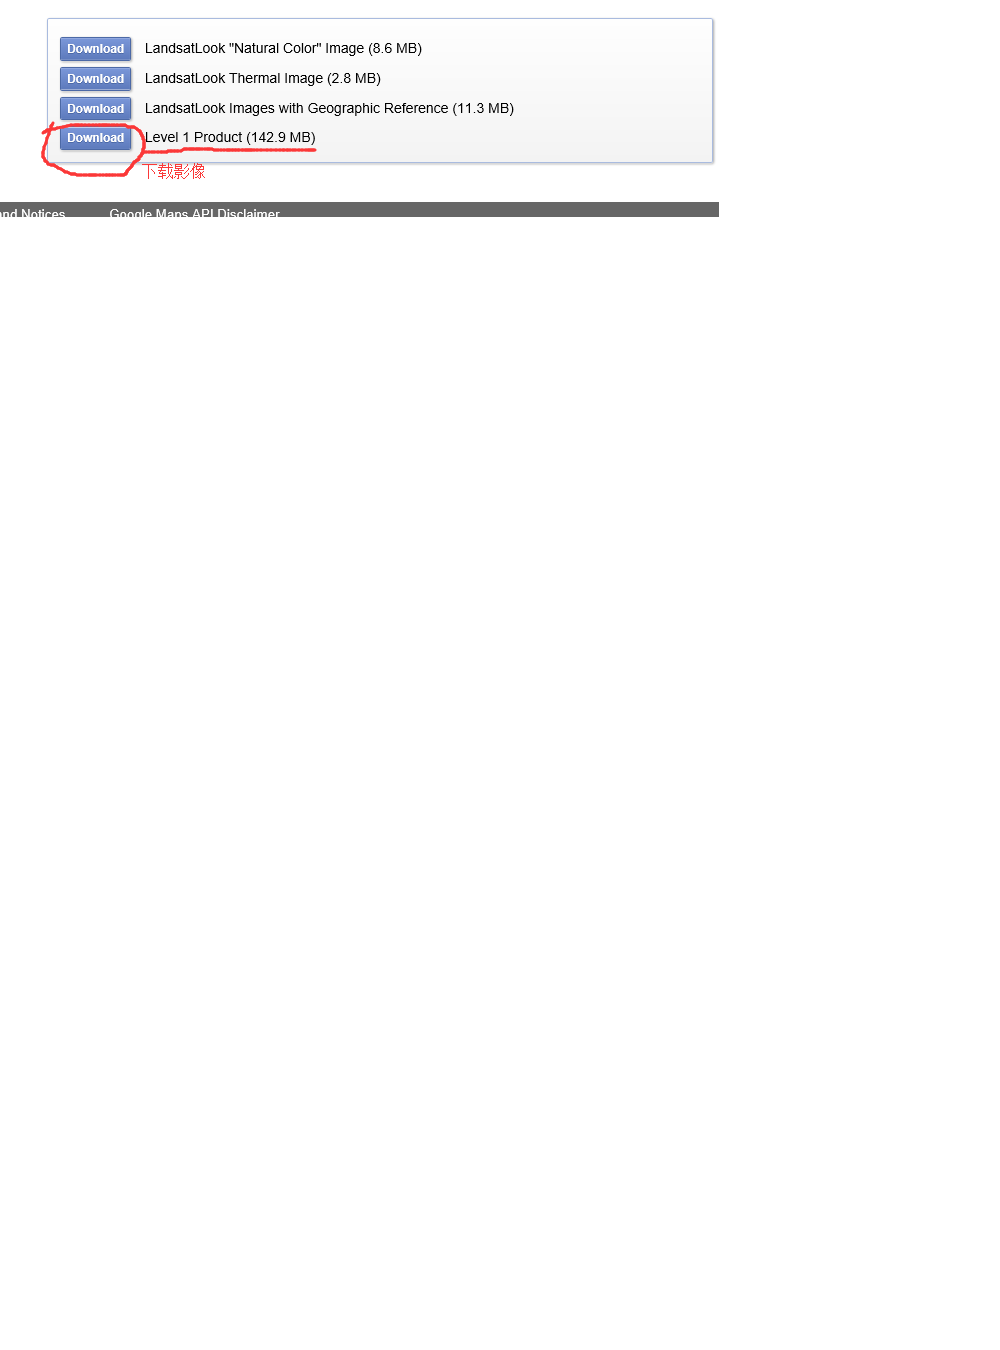 Download LandsatLook "Natural Color" Image (8.6 MB)
Download LandsatLook Thermal Image (2.8 MB)
Download LandsatLook Images with Geographic Reference (11.3 MB)
Download Level 1 Product (142.9 MB)
下载影像
and Notices Google Maps API Disclaimer